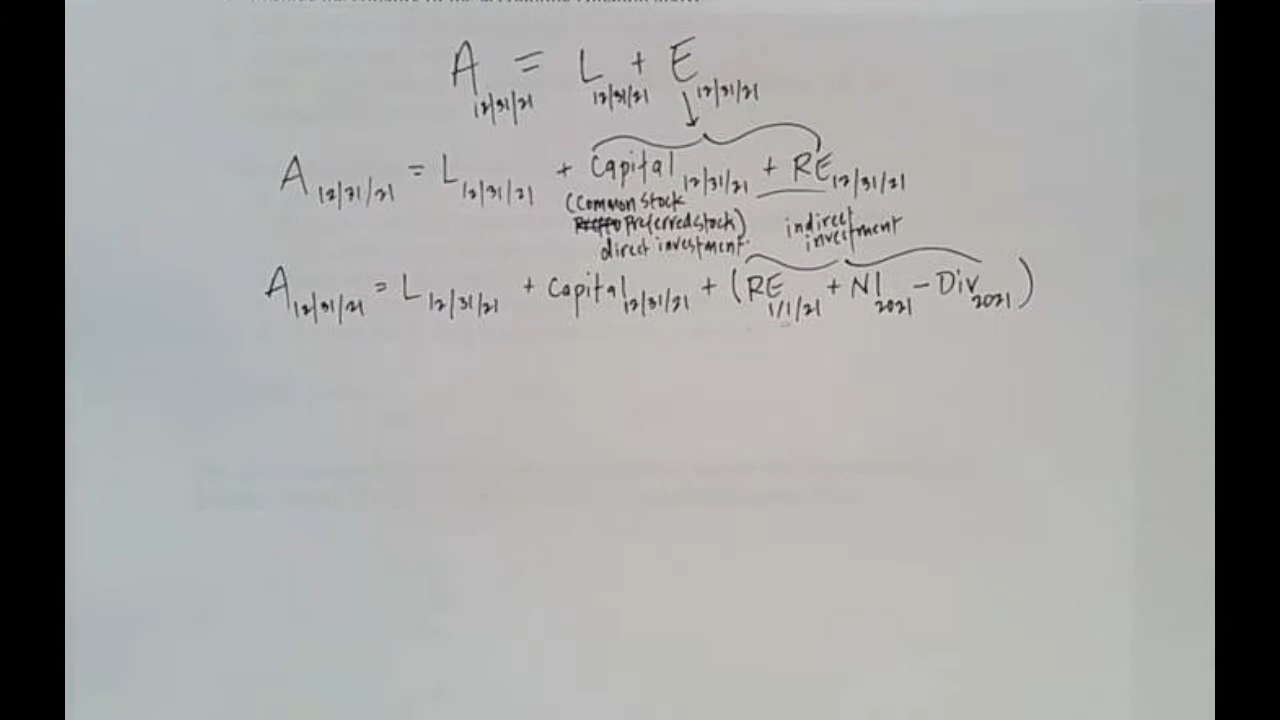 A 12/31/21 = L 12/31/21 + E 12/31/21
A 12/31/21 = L 12/31/21 + Capital 12/31/21 + RE 12/31/21
(Common Stock
Preferred Stock)
direct investment.
indirect
investment
A 12/31/21 = L 12/31/21 + Capital 12/31/21 + (RE 1/1/21 + NI 2021 - Div 2021)